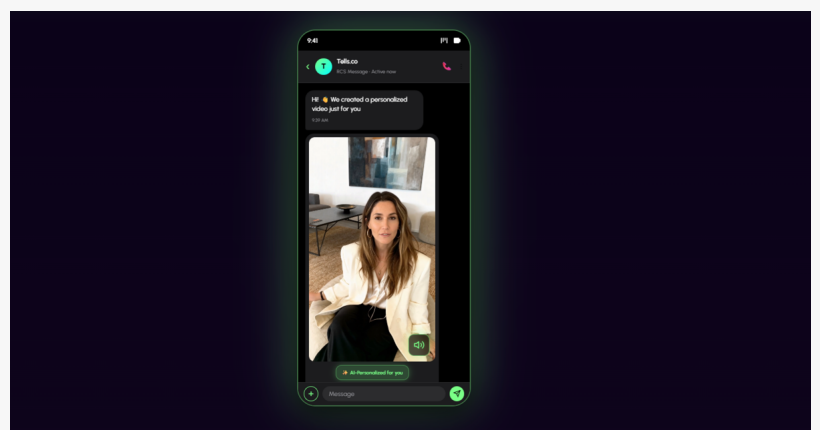 9:41
T
Tells.co
RCS Message · Active now
Hi! 👋 We created a personalized
video just for you
9:39 AM
✨ AI-Personalized for you
+
Message